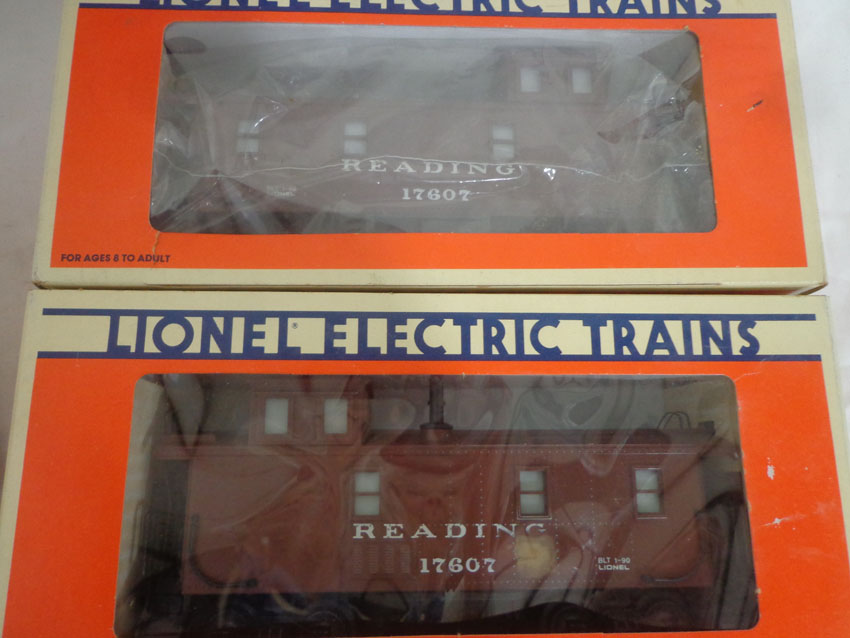 LIONEL ELECTRIC TRAINS
READING
17607
FOR AGES 8 TO ADULT
LIONEL® ELECTRIC TRAINS
READING
17607
BLT 1-90
LIONEL